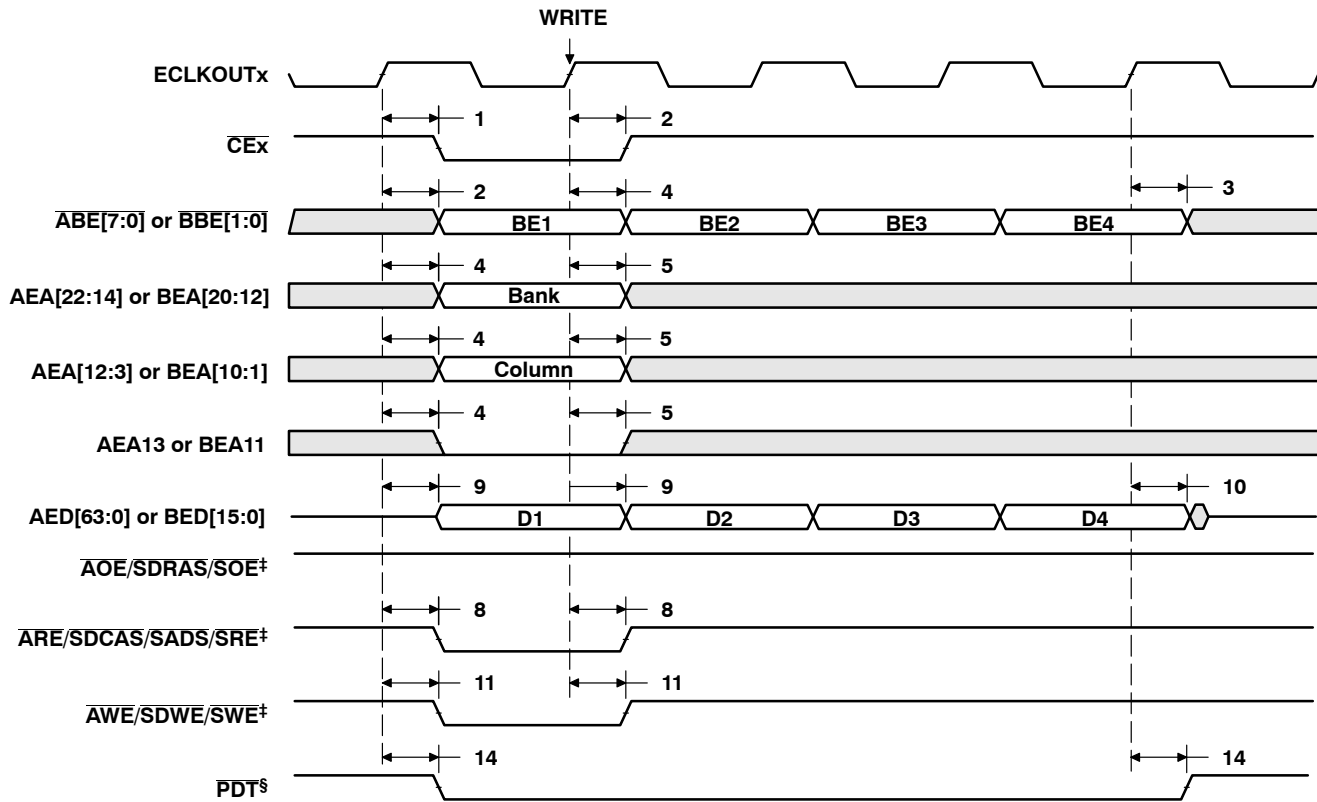 WRITE
ECLKOUTx
1 2
CEx
2 4 3
ABE[7:0] or BBE[1:0]
BE1 BE2 BE3 BE4
4 5
AEA[22:14] or BEA[20:12]
Bank
4 5
AEA[12:3] or BEA[10:1]
Column
4 5
AEA13 or BEA11
9 9 10
AED[63:0] or BED[15:0]
D1 D2 D3 D4
AOE/SDRAS/SOE‡
8 8
ARE/SDCAS/SADS/SRE‡
11 11
AWE/SDWE/SWE‡
14 14
PDT§